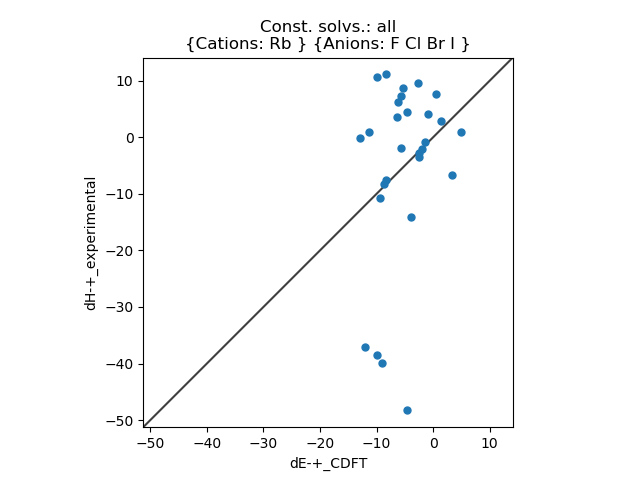 Const. solvs.: all
{Cations: Rb } {Anions: F Cl Br I }
10
0
−10
−20
−30
−40
−50
dH-+_experimental
−50 −40 −30 −20 −10 0 10
dE-+_CDFT